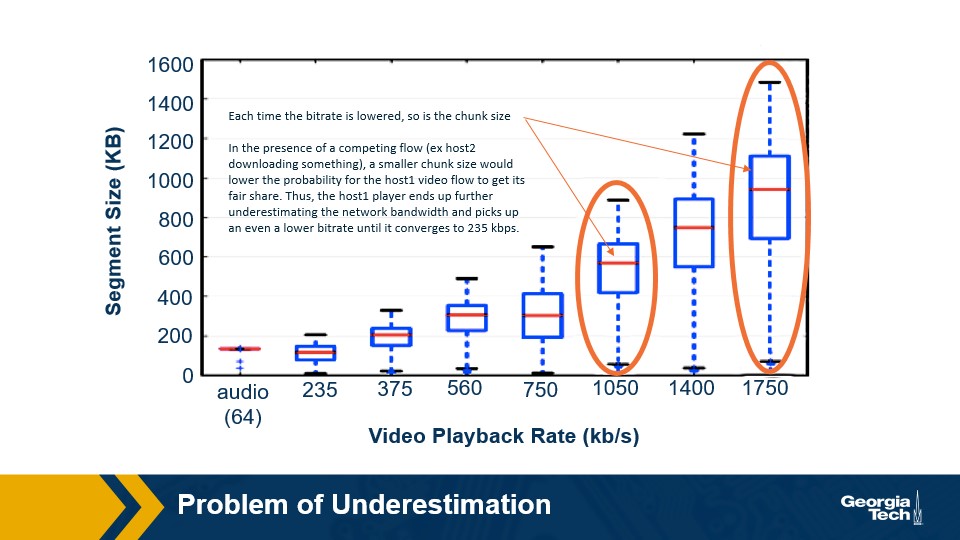 1600
1400
1200
1000
800
600
400
200
0
Segment Size (KB)
Each time the bitrate is lowered, so is the chunk size
In the presence of a competing flow (ex host2
downloading something), a smaller chunk size would
lower the probability for the host1 video flow to get its
fair share. Thus, the host1 player ends up further
underestimating the network bandwidth and picks up
an even a lower bitrate until it converges to 235 kbps.
audio
(64)
235
375
560
750
1050
1400
1750
Video Playback Rate (kb/s)
Problem of Underestimation
Georgia
Tech